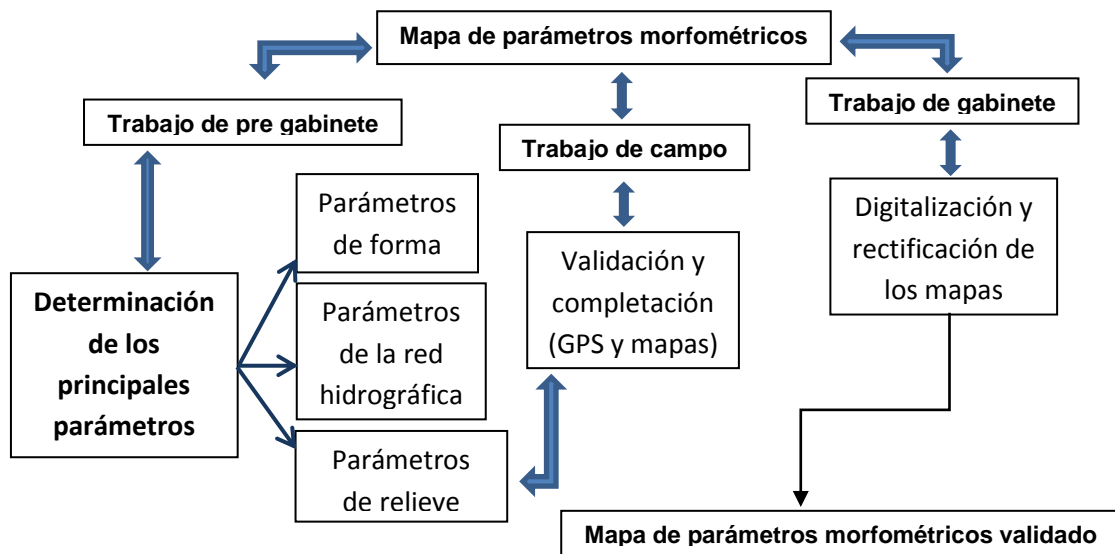 Mapa de parámetros morfométricos
Trabajo de pre gabinete
Trabajo de campo
Trabajo de gabinete
Determinación
de los
principales
parámetros
Parámetros
de forma
Parámetros
de la red
hidrográfica
Parámetros
de relieve
Validación y
completación
(GPS y mapas)
Digitalización y
rectificación de
los mapas
Mapa de parámetros morfométricos validado